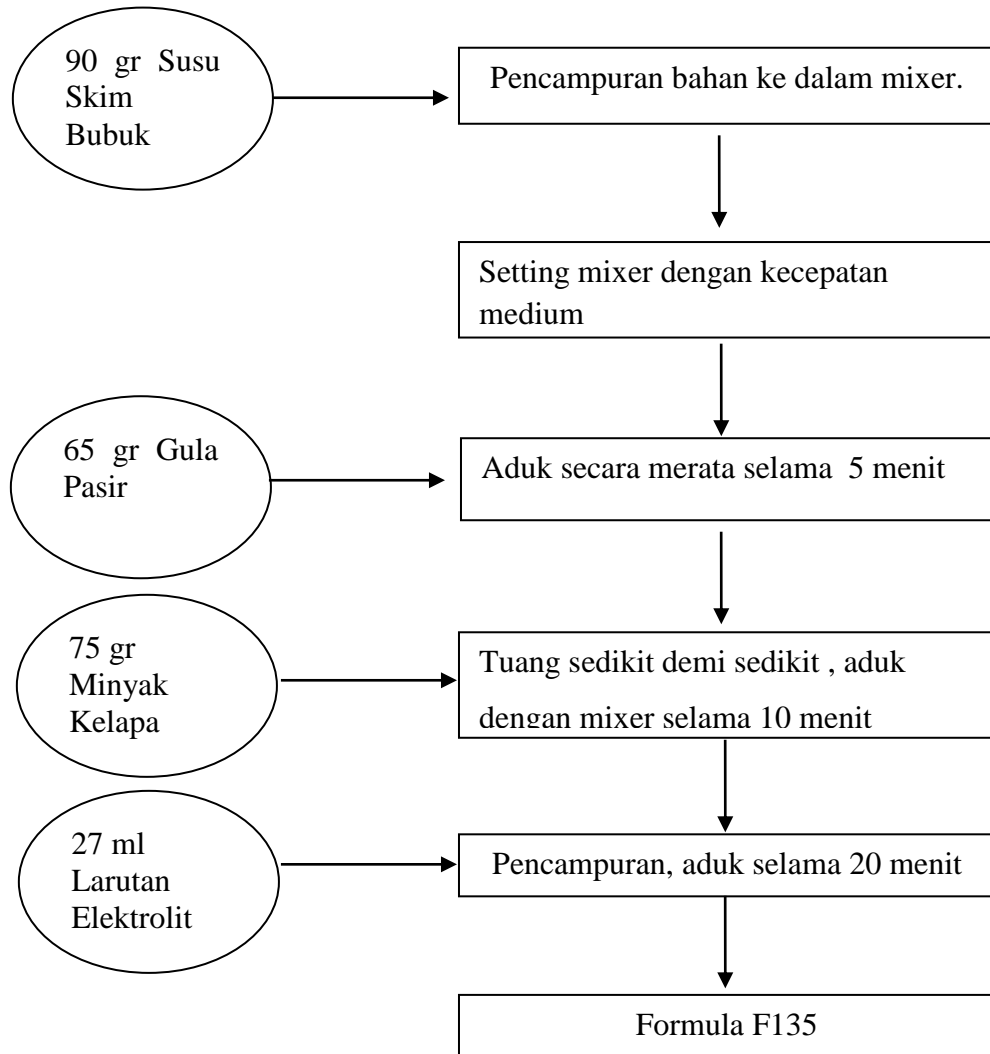 90 gr Susu
Skim
Bubuk
Pencampuran bahan ke dalam mixer.
Setting mixer dengan kecepatan
medium
65 gr Gula
Pasir
Aduk secara merata selama 5 menit
75 gr
Minyak
Kelapa
Tuang sedikit demi sedikit , aduk
dengan mixer selama 10 menit
27 ml
Larutan
Elektrolit
Pencampuran, aduk selama 20 menit
Formula F135